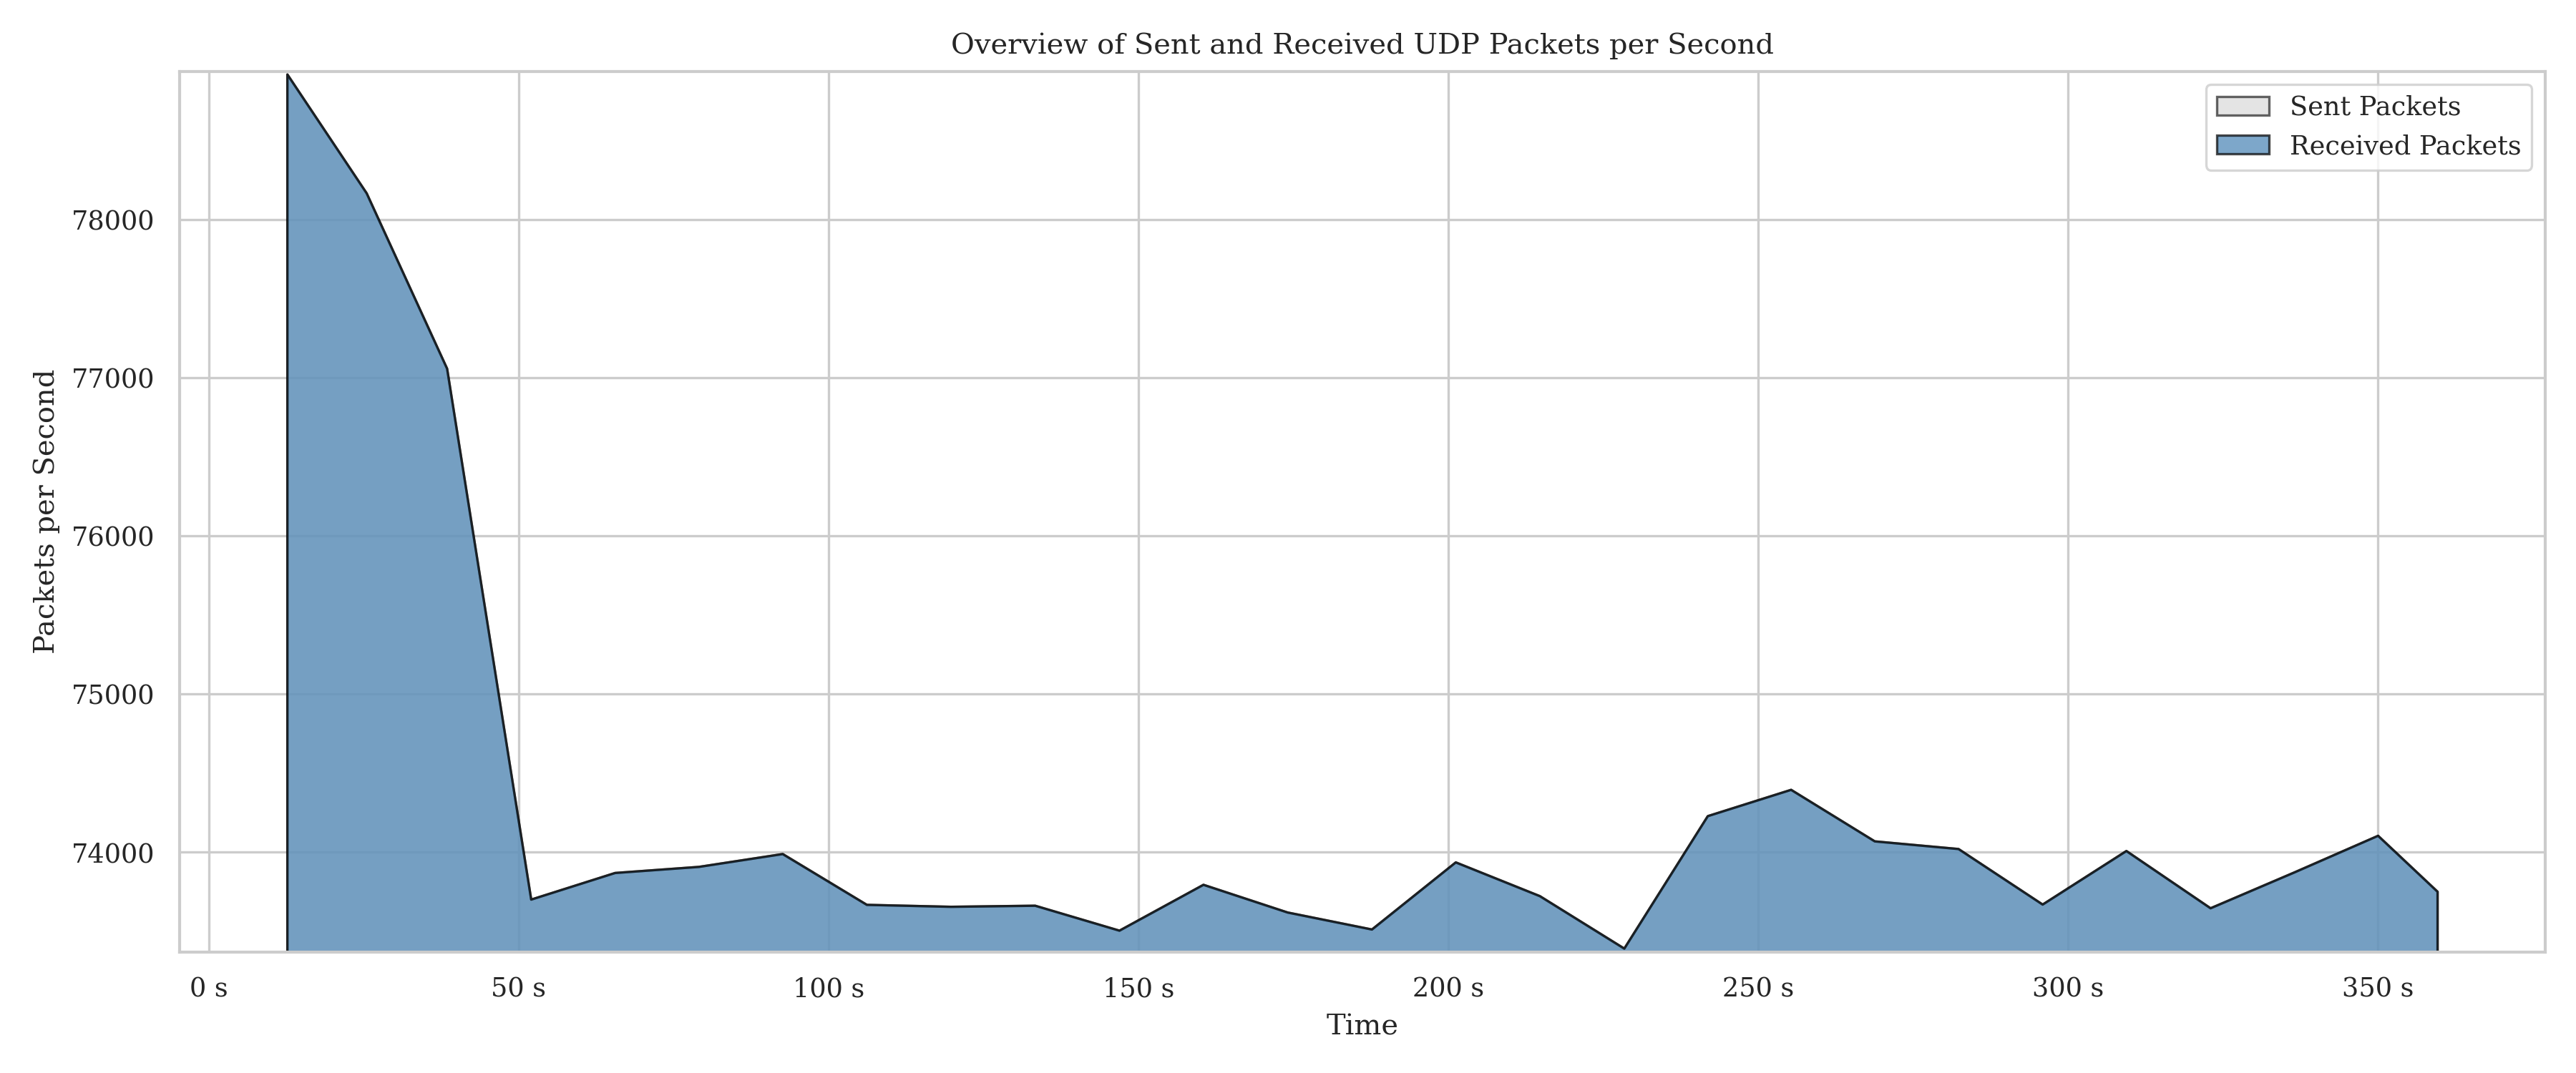 Overview of Sent and Received UDP Packets per Second
Sent Packets
Received Packets
Packets per Second
78000
77000
76000
75000
74000
0 s
50 s
100 s
150 s
200 s
250 s
300 s
350 s
Time